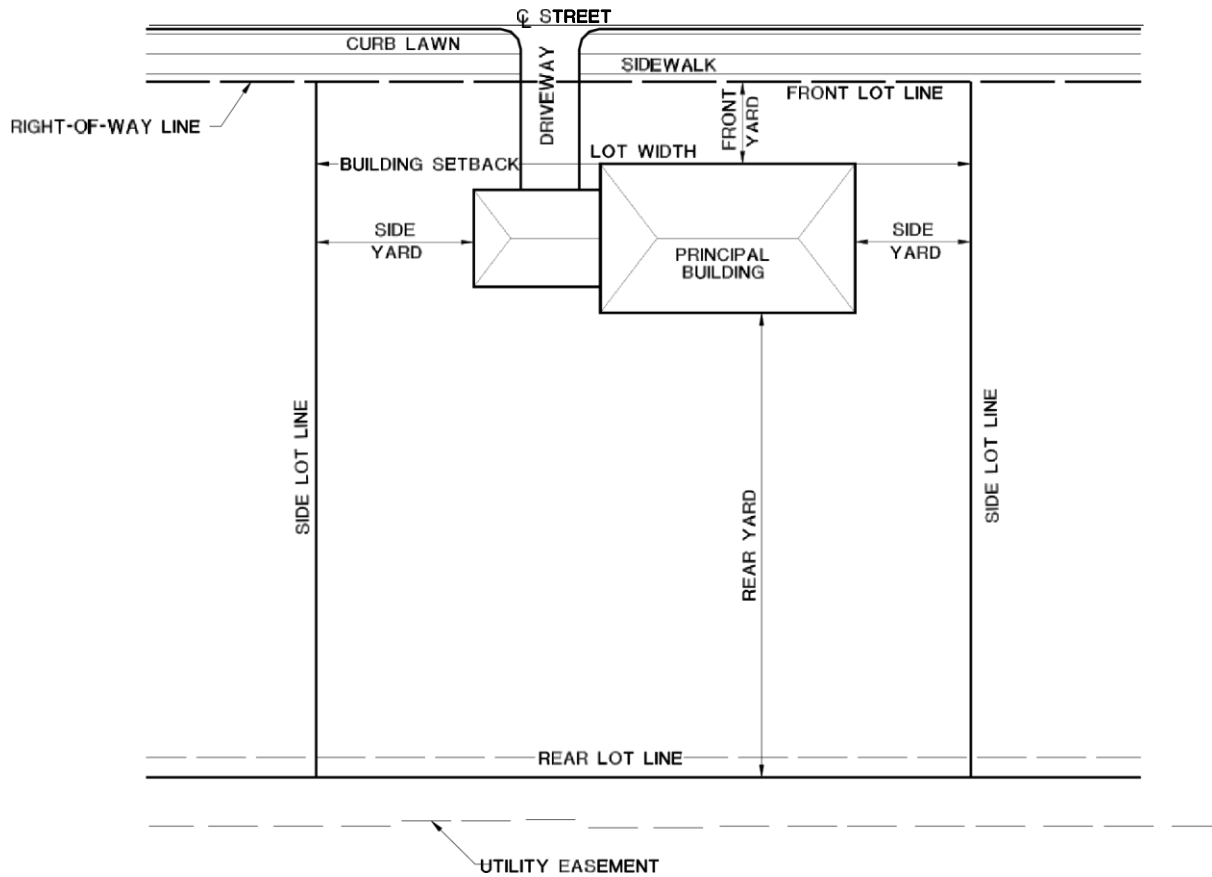 ℄ STREET
CURB LAWN
SIDEWALK
DRIVEWAY
FRONT LOT LINE
RIGHT-OF-WAY LINE
FRONT
YARD
LOT WIDTH
BUILDING SETBACK
SIDE
YARD
SIDE
YARD
PRINCIPAL
BUILDING
SIDE LOT LINE
SIDE LOT LINE
REAR YARD
REAR LOT LINE
UTILITY EASEMENT